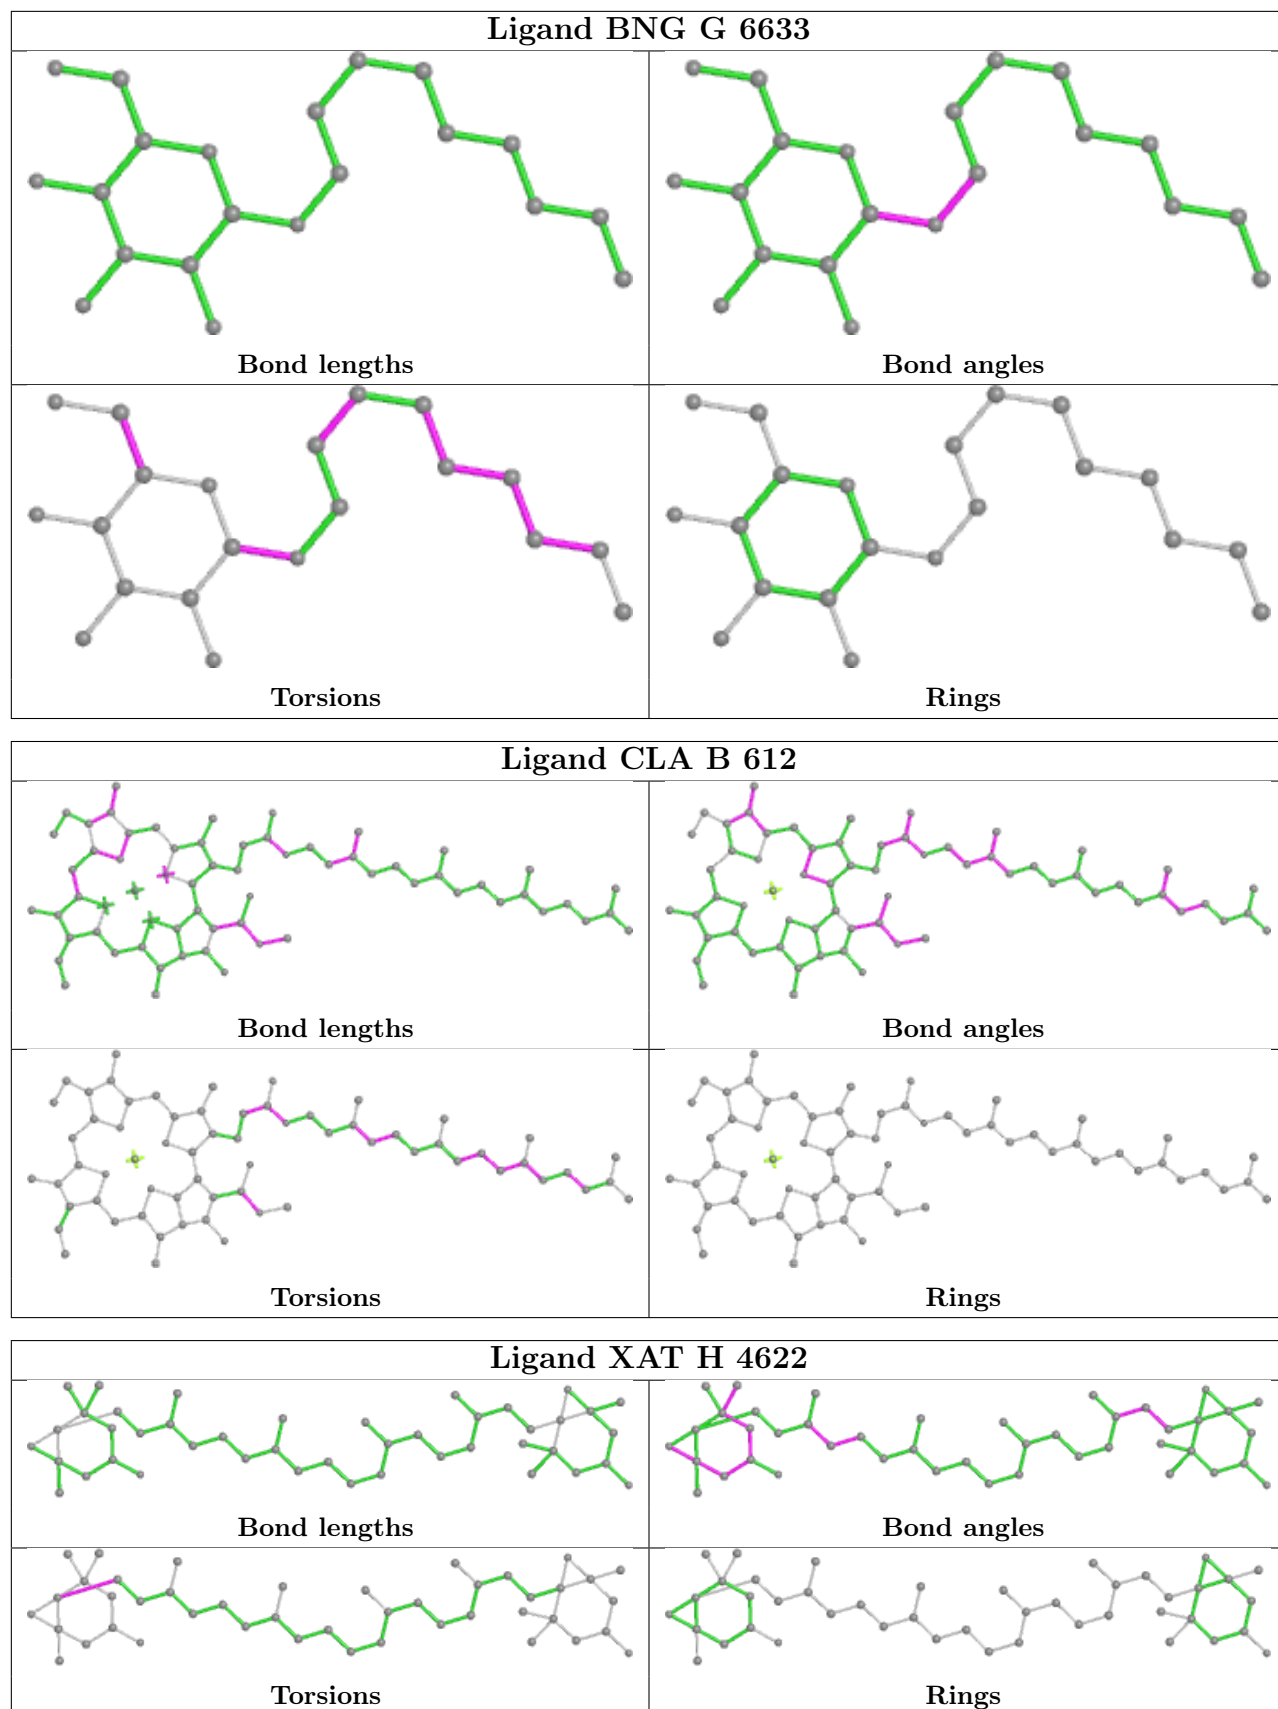 Ligand BNG G 6633
Bond lengths
Bond angles
Torsions
Rings
Ligand CLA B 612
Bond lengths
Bond angles
Torsions
Rings
Ligand XAT H 4622
Bond lengths
Bond angles
Torsions
Rings